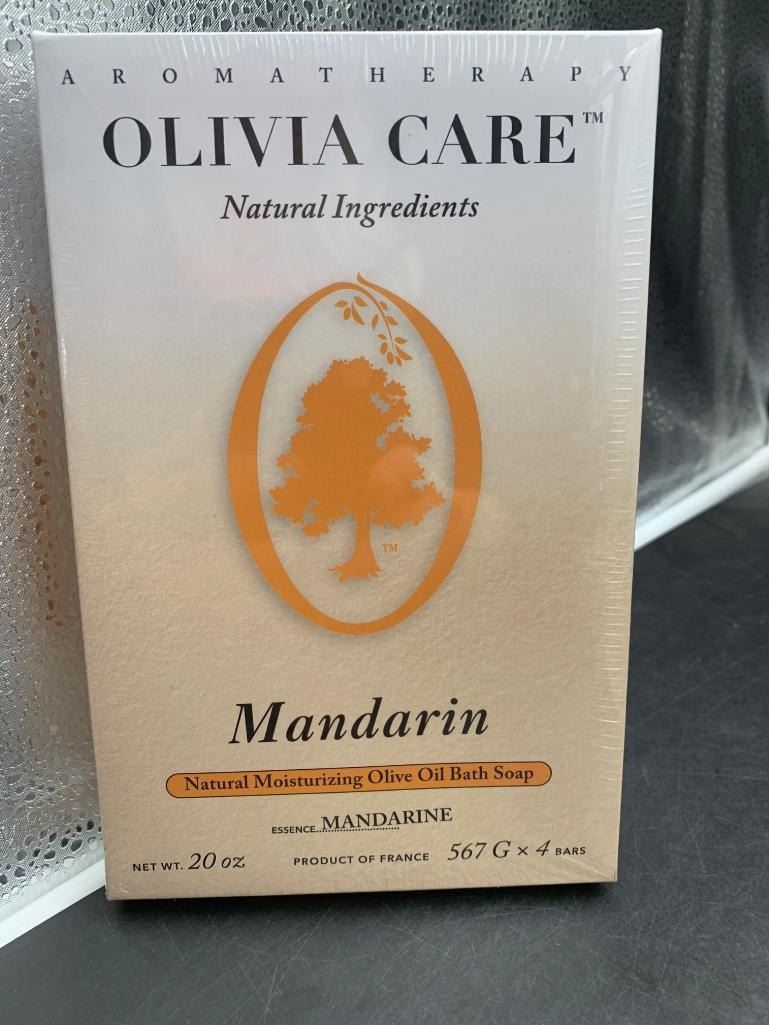 AROMATHERAPY
OLIVIA CARE™
Natural Ingredients
™
Mandarin
Natural Moisturizing Olive Oil Bath Soap
ESSENCE...MANDARINE
NET WT. 20 oz PRODUCT OF FRANCE 567 G × 4 BARS